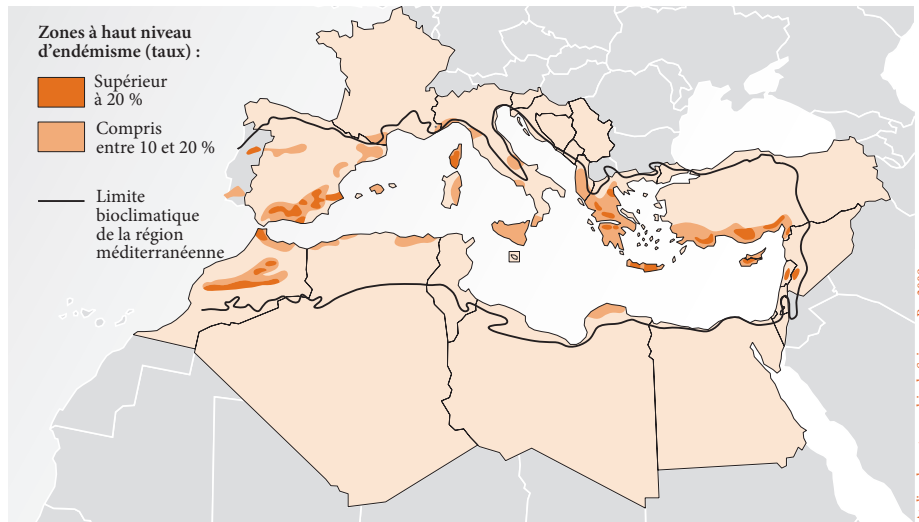 Zones à haut niveau
d’endémisme (taux) :
Supérieur
à 20 %
Compris
entre 10 et 20 %
Limite
bioclimatique
de la région
méditerranéenne